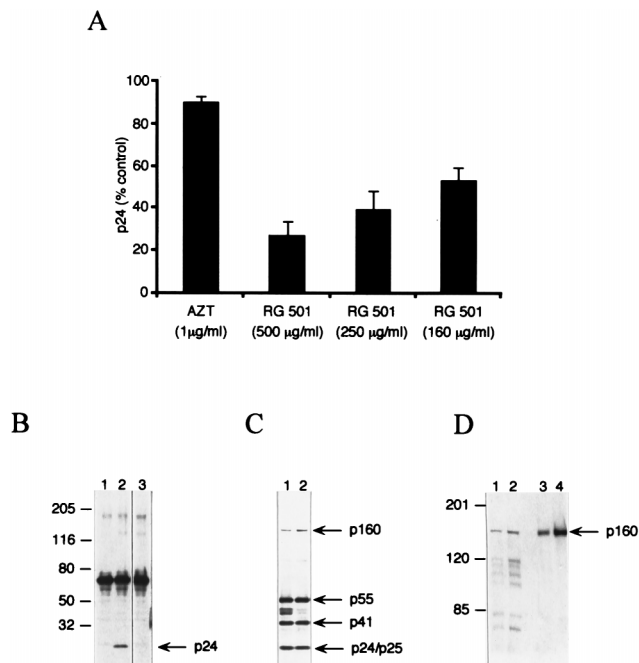 A
p24 (% control)
100
80
60
40
20
0
AZT (1µg/ml)
RG 501 (500 µg/ml)
RG 501 (250 µg/ml)
RG 501 (160 µg/ml)
B
1 2 3
205
116
80
50
32
p24
C
1 2
p160
p55
p41
p24/p25
D
1 2 3 4
201
120
85
p160